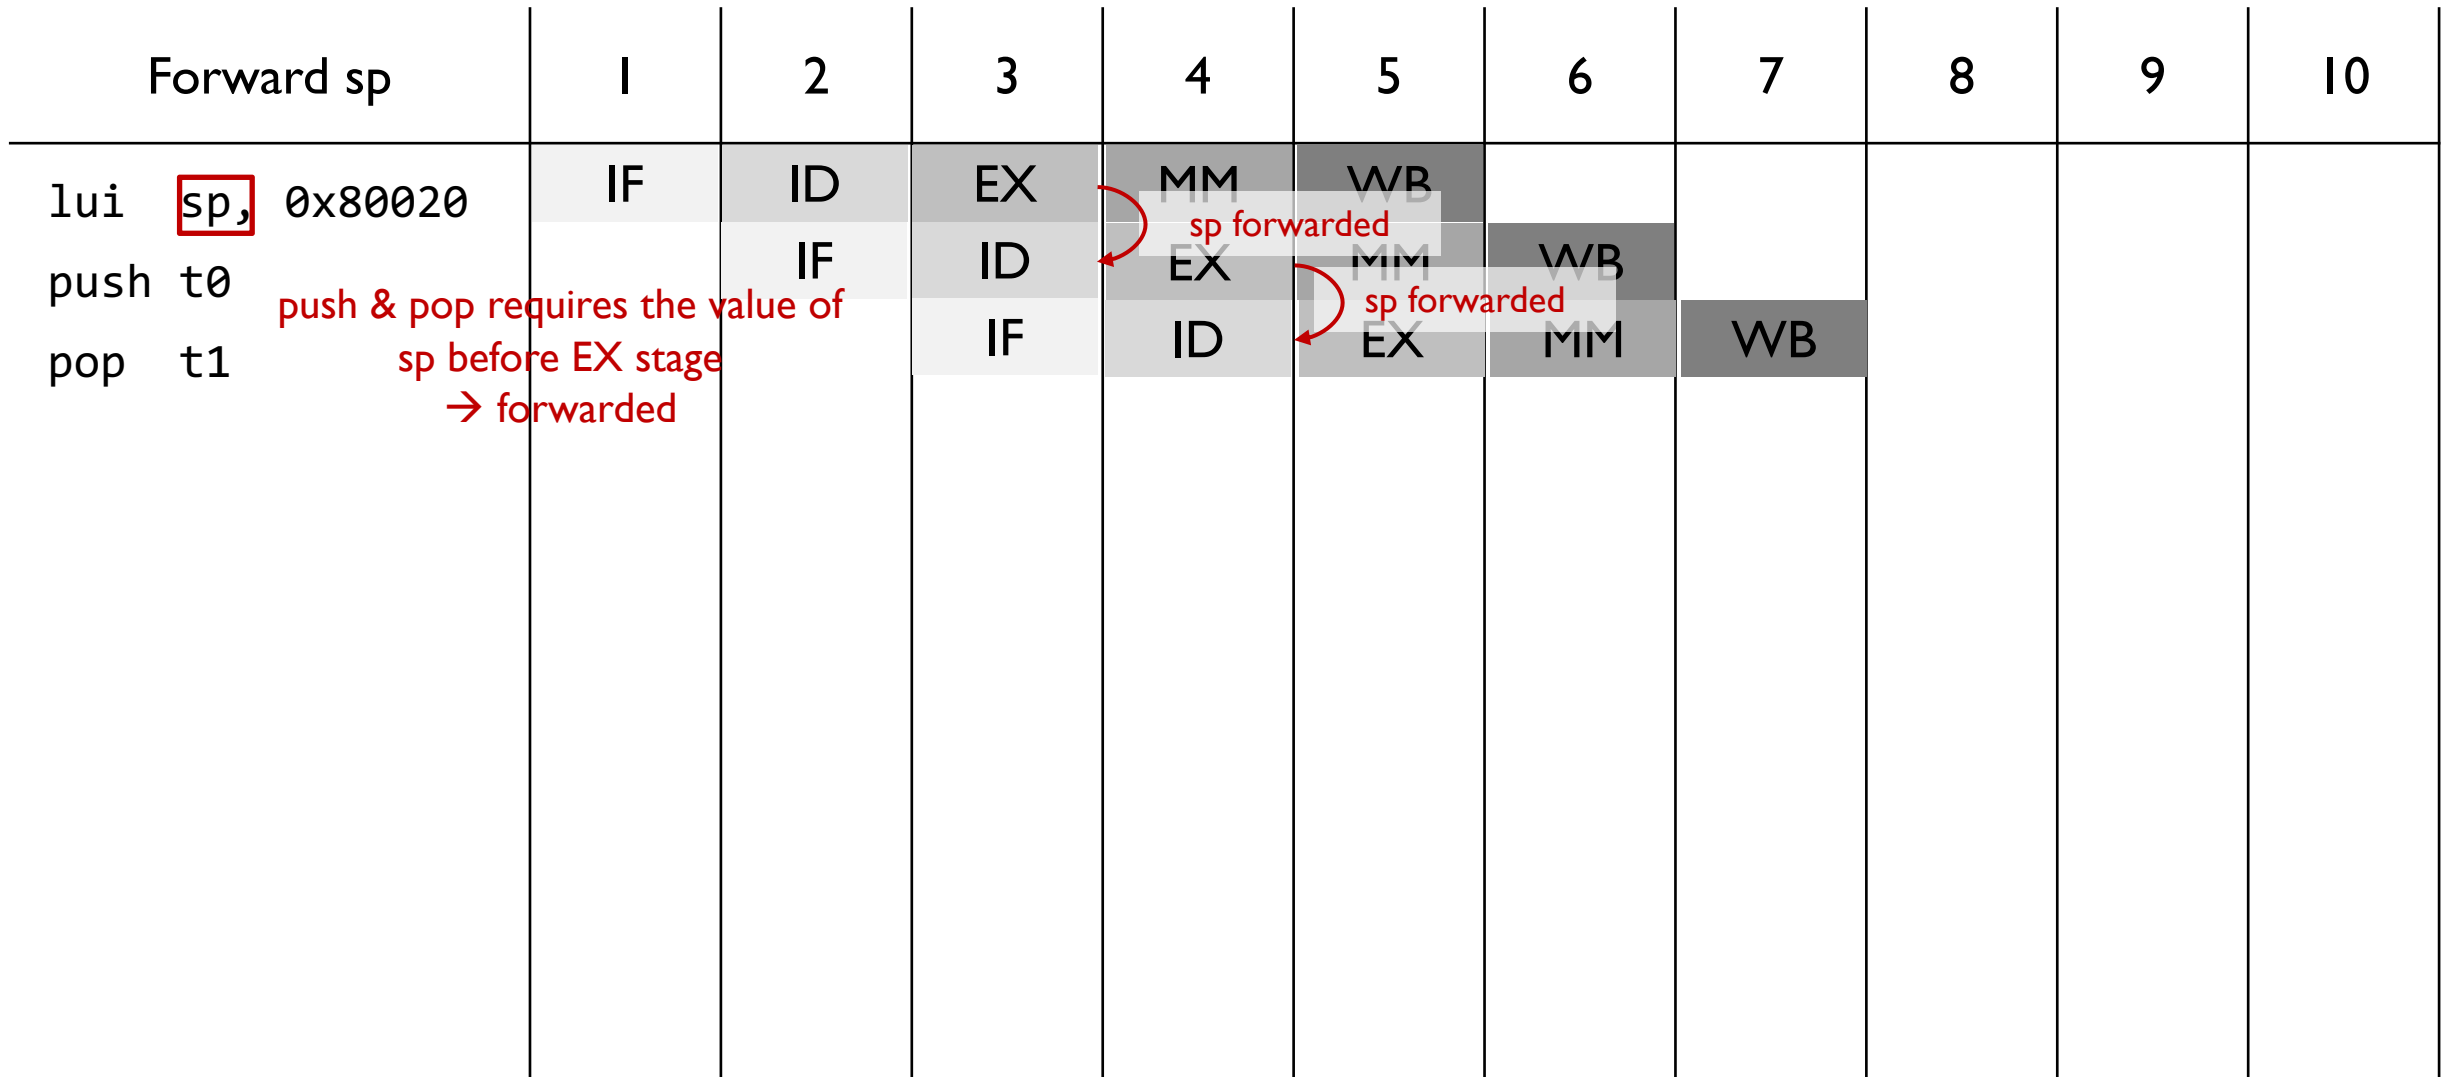 Forward sp 1 2 3 4 5 6 7 8 9 10
lui sp, 0x80020 IF ID EX MM WB
sp forwarded
push t0 IF ID EX MM WB
sp forwarded
pop t1 IF ID EX MM WB
push & pop requires the value of
sp before EX stage
→ forwarded